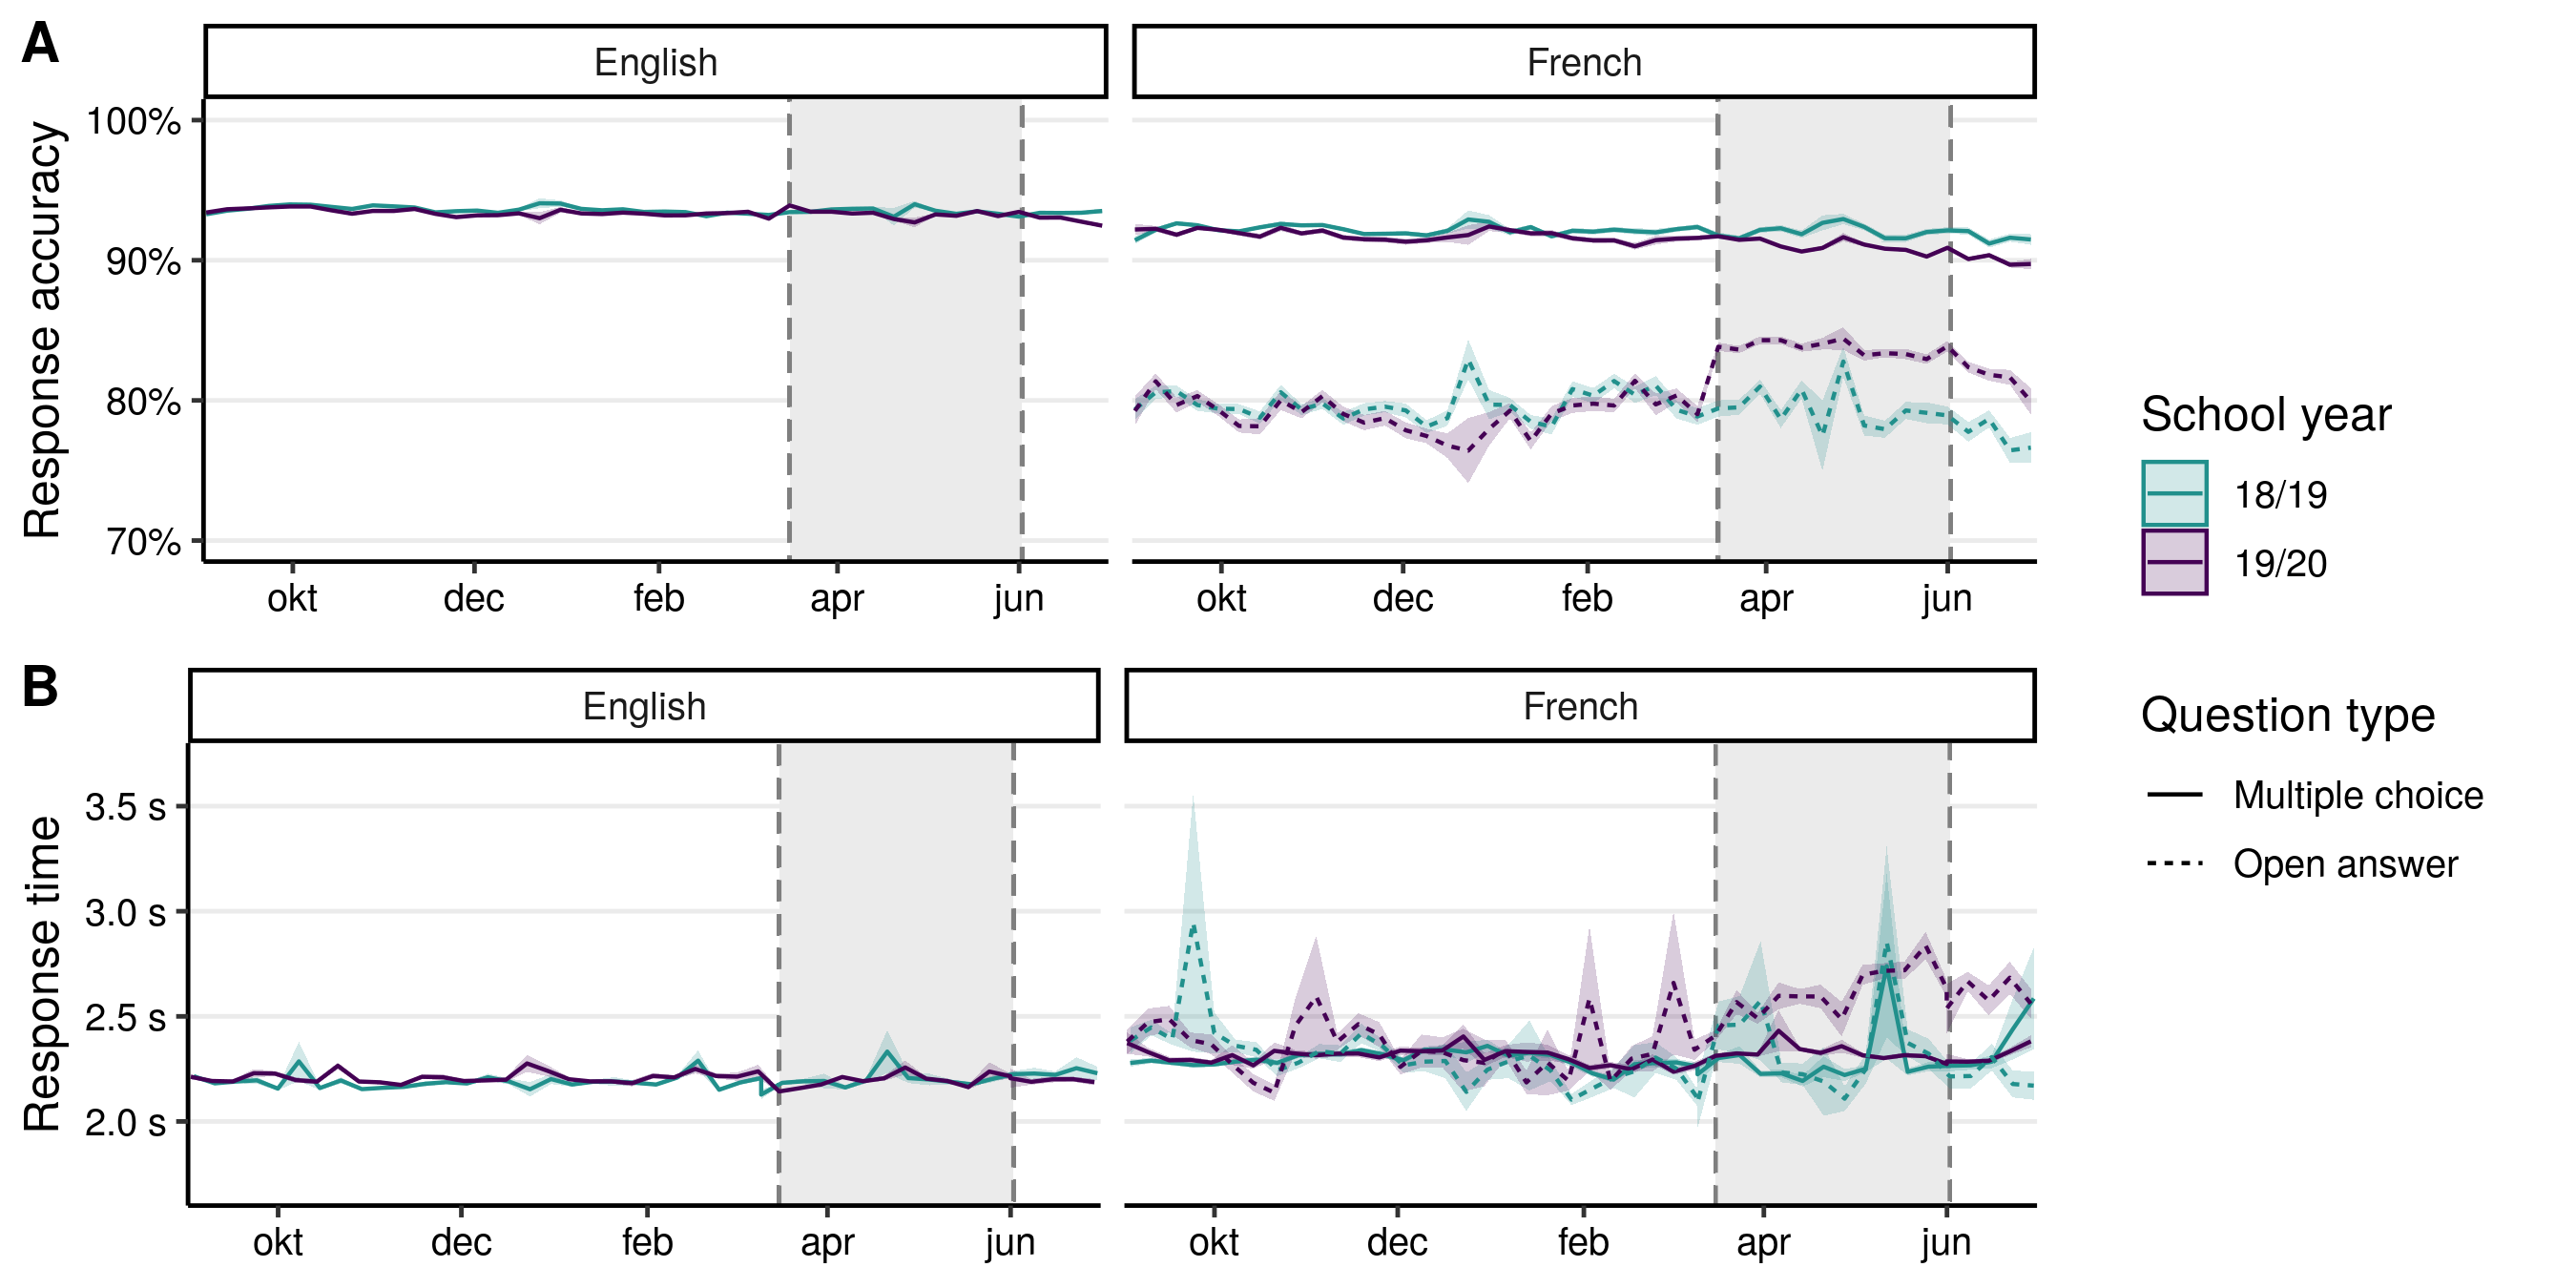 A
English
French
Response accuracy
100%
90%
80%
70%
okt
dec
feb
apr
jun
okt
dec
feb
apr
jun
B
English
French
Response time
3.5 s
3.0 s
2.5 s
2.0 s
okt
dec
feb
apr
jun
okt
dec
feb
apr
jun
School year
18/19
19/20
Question type
Multiple choice
Open answer